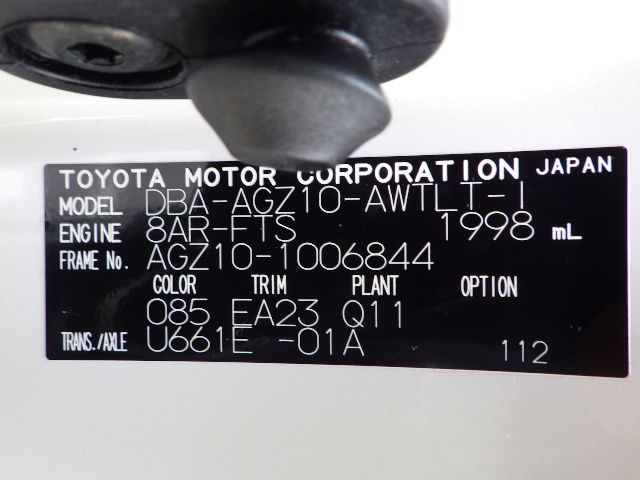 TOYOTA MOTOR CORPORATION JAPAN
MODEL DBA-AGZ10-AWTLT-I
ENGINE 8AR-FTS 1998 mL
FRAME No. AGZ10-1006844
COLOR TRIM PLANT OPTION
085 EA23 Q11
TRANS./AXLE U661E -01A 112